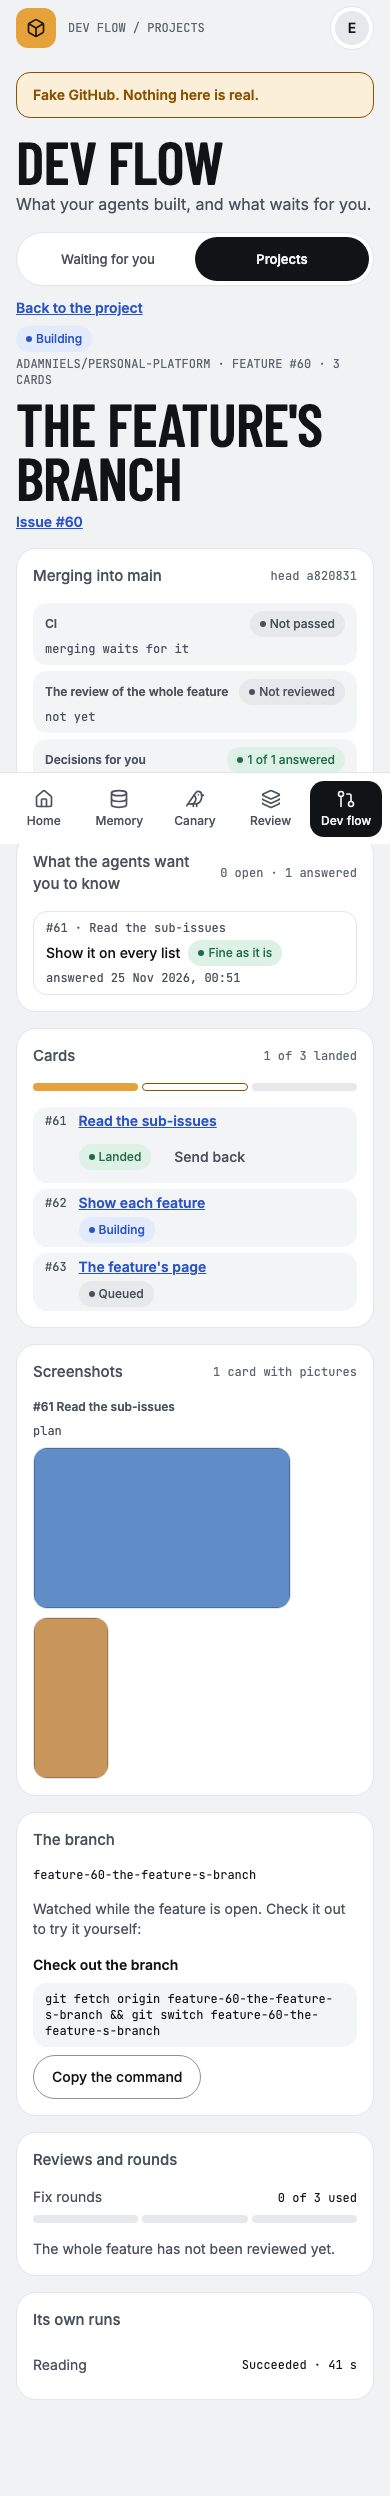 DEV FLOW / PROJECTS
E
Fake GitHub. Nothing here is real.
DEV FLOW
What your agents built, and what waits for you.
Waiting for you
Projects
Back to the project
Building
ADAMNIELS/PERSONAL-PLATFORM · FEATURE #60 · 3
CARDS
THE FEATURE'S
BRANCH
Issue #60
Merging into main
head a820831
CI
Not passed
merging waits for it
The review of the whole feature
Not reviewed
not yet
Decisions for you
1 of 1 answered
Home
Memory
Canary
Review
Dev flow
What the agents want
you to know
0 open · 1 answered
#61 · Read the sub-issues
Show it on every list
Fine as it is
answered 25 Nov 2026, 00:51
Cards
1 of 3 landed
#61
Read the sub-issues
Landed
Send back
#62
Show each feature
Building
#63
The feature's page
Queued
Screenshots
1 card with pictures
#61 Read the sub-issues
plan
The branch
feature-60-the-feature-s-branch
Watched while the feature is open. Check it out
to try it yourself:
Check out the branch
git fetch origin feature-60-the-feature-
s-branch && git switch feature-60-the-
feature-s-branch
Copy the command
Reviews and rounds
Fix rounds
0 of 3 used
The whole feature has not been reviewed yet.
Its own runs
Reading
Succeeded · 41 s